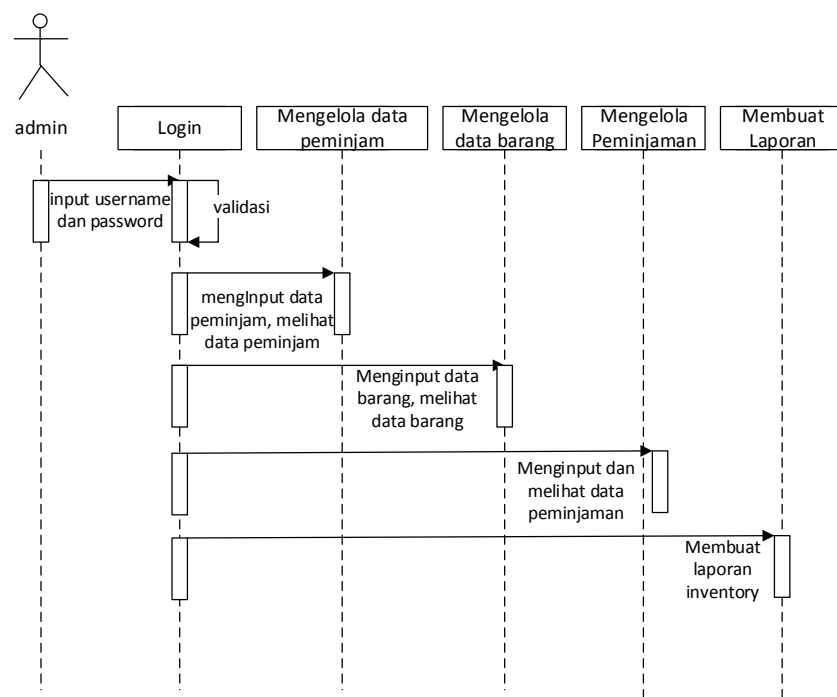 admin
Login
Mengelola data
peminjam
Mengelola
data barang
Mengelola
Peminjaman
Membuat
Laporan
input username
dan password
validasi
mengInput data
peminjam, melihat
data peminjam
Menginput data
barang, melihat
data barang
Menginput dan
melihat data
peminjaman
Membuat
laporan
inventory